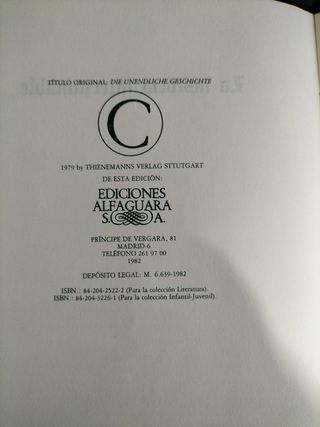 TÍTULO ORIGINAL: DIE UNENDLICHE GESCHICHTE
C
1979 by THIENEMANNS VERLAG STTUTGART
DE ESTA EDICIÓN:
EDICIONES
ALFAGUARA
S. A.
PRÍNCIPE DE VERGARA, 81
MADRID-6
TELÉFONO 261 97 00
1982
DEPÓSITO LEGAL: M. 6.639-1982
ISBN.: 84-204-2522-2 (Para la colección Literatura).
ISBN.: 84-204-3226-1 (Para la colección Infantil-Juvenil).